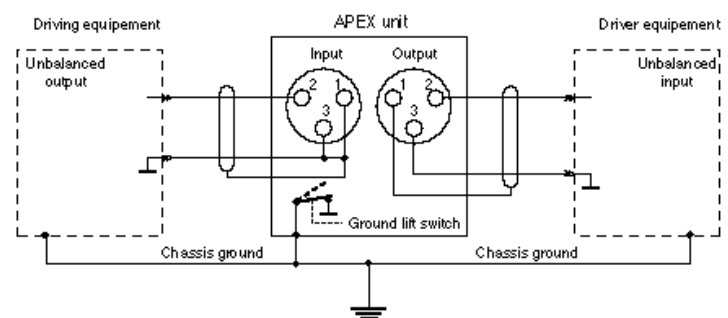 APEX unit
Driving equipement
Driver equipement
Unbalanced
output
Input
Output
Unbalanced
input
2 1
3
1 2
3
Ground lift switch
Chassis ground
Chassis ground